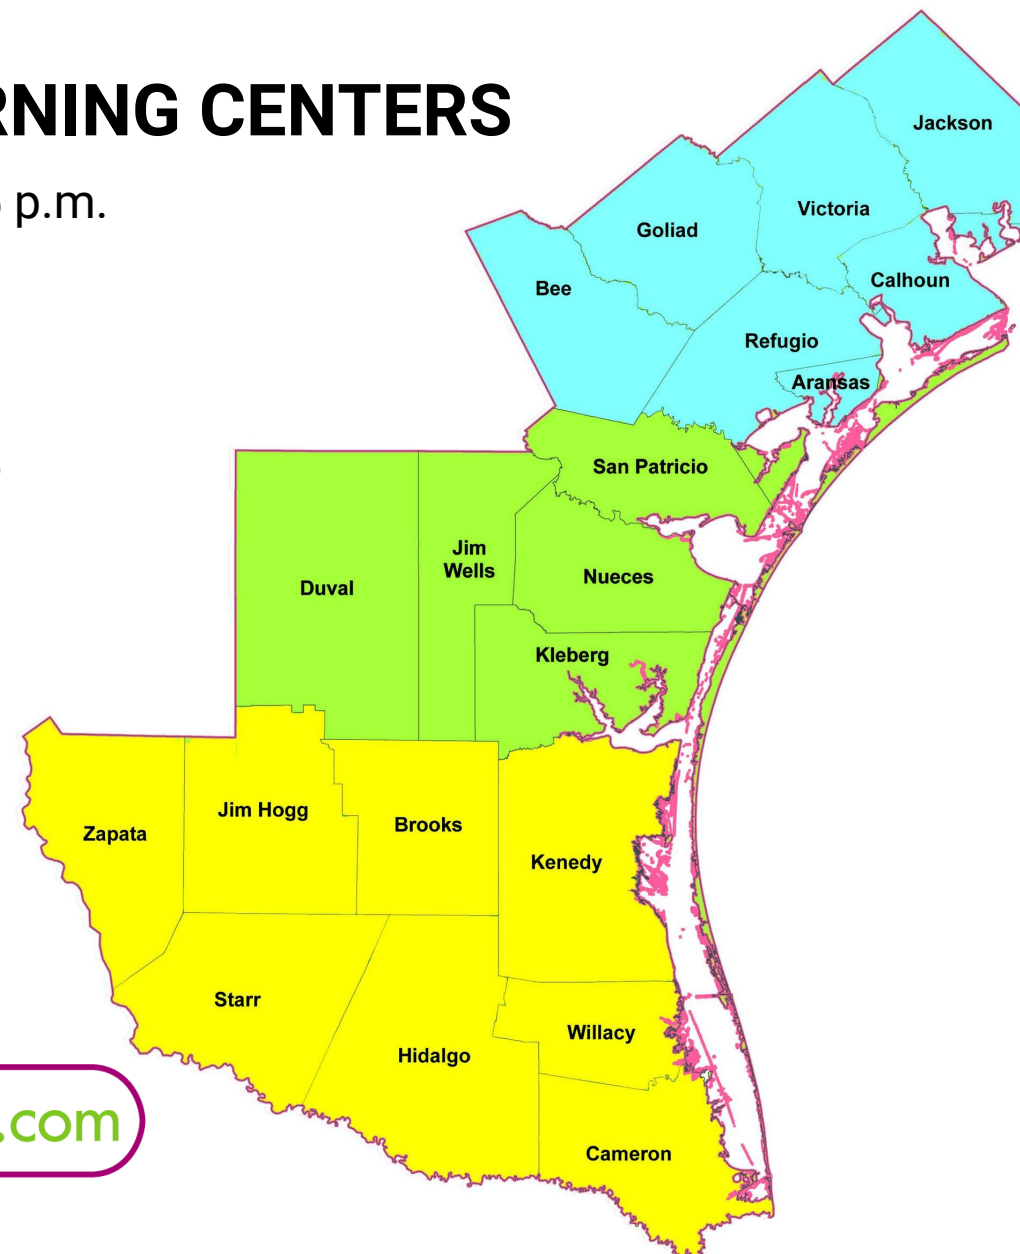 RNING CENTERS
p.m.
Jackson
Victoria
Goliad
Calhoun
Bee
Refugio
Aransas
San Patricio
Jim
Wells
Nueces
Duval
Kleberg
Jim Hogg
Brooks
Zapata
Kenedy
Starr
Willacy
Hidalgo
.com
Cameron